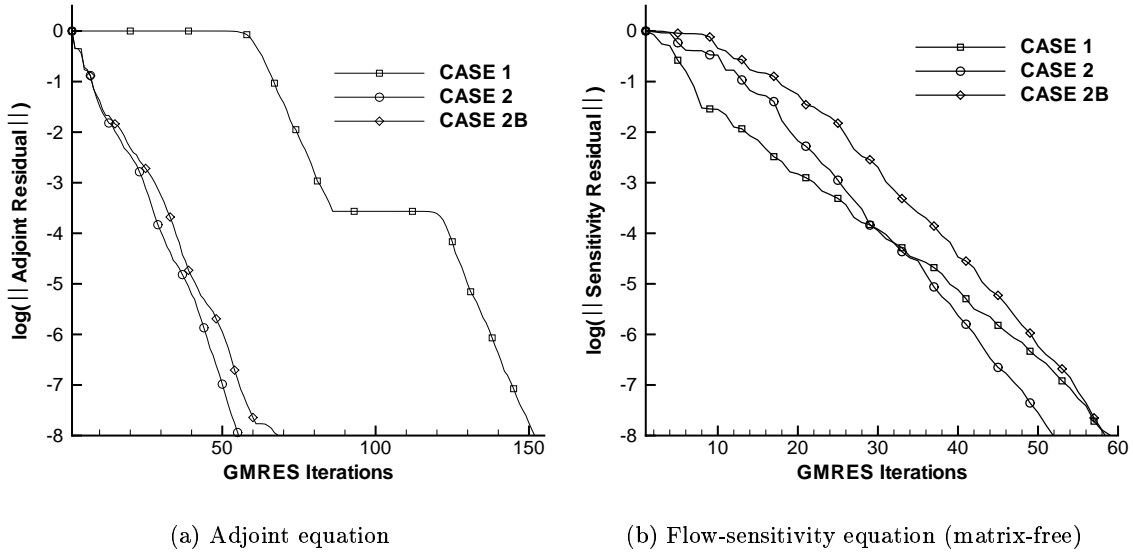 0
-1
-2
-3
-4
-5
-6
-7
-8
log(||Adjoint Residual||)
50
100
150
GMRES Iterations
CASE 1
CASE 2
CASE 2B
(a) Adjoint equation
0
-1
-2
-3
-4
-5
-6
-7
-8
log(||Sensitivity Residual||)
10
20
30
40
50
60
GMRES Iterations
CASE 1
CASE 2
CASE 2B
(b) Flow-sensitivity equation (matrix-free)